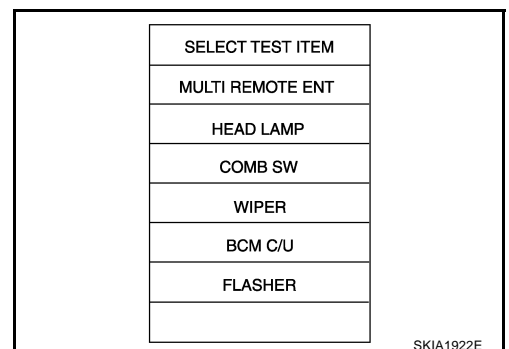 SELECT TEST ITEM
MULTI REMOTE ENT
HEAD LAMP
COMB SW
WIPER
BCM C/U
FLASHER
SKIA1922E